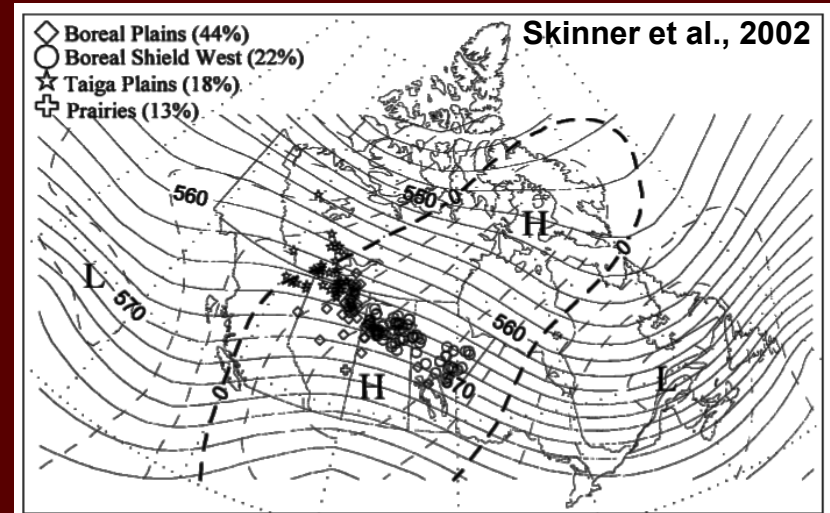 ◇ Boreal Plains (44%)
○ Boreal Shield West (22%)
☆ Taiga Plains (18%)
✚ Prairies (13%)
Skinner et al., 2002
560
550
0
H
0
L
570
560
0
H
570
L